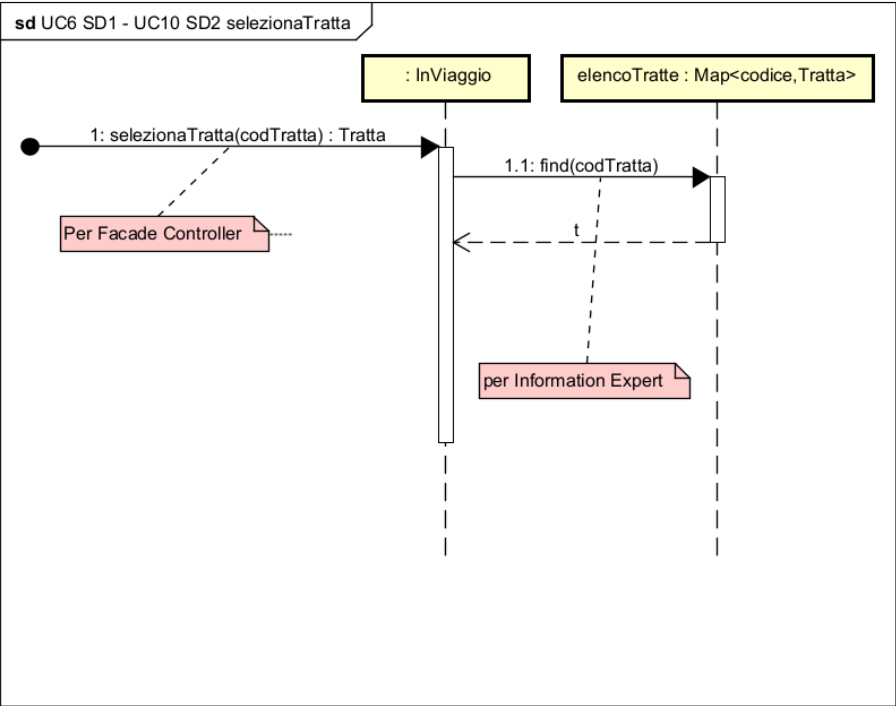 sd UC6 SD1 - UC10 SD2 selezionaTratta
: InViaggio
elencoTratte : Map<codice,Tratta>
1: selezionaTratta(codTratta) : Tratta
1.1: find(codTratta)
Per Facade Controller
t
per Information Expert